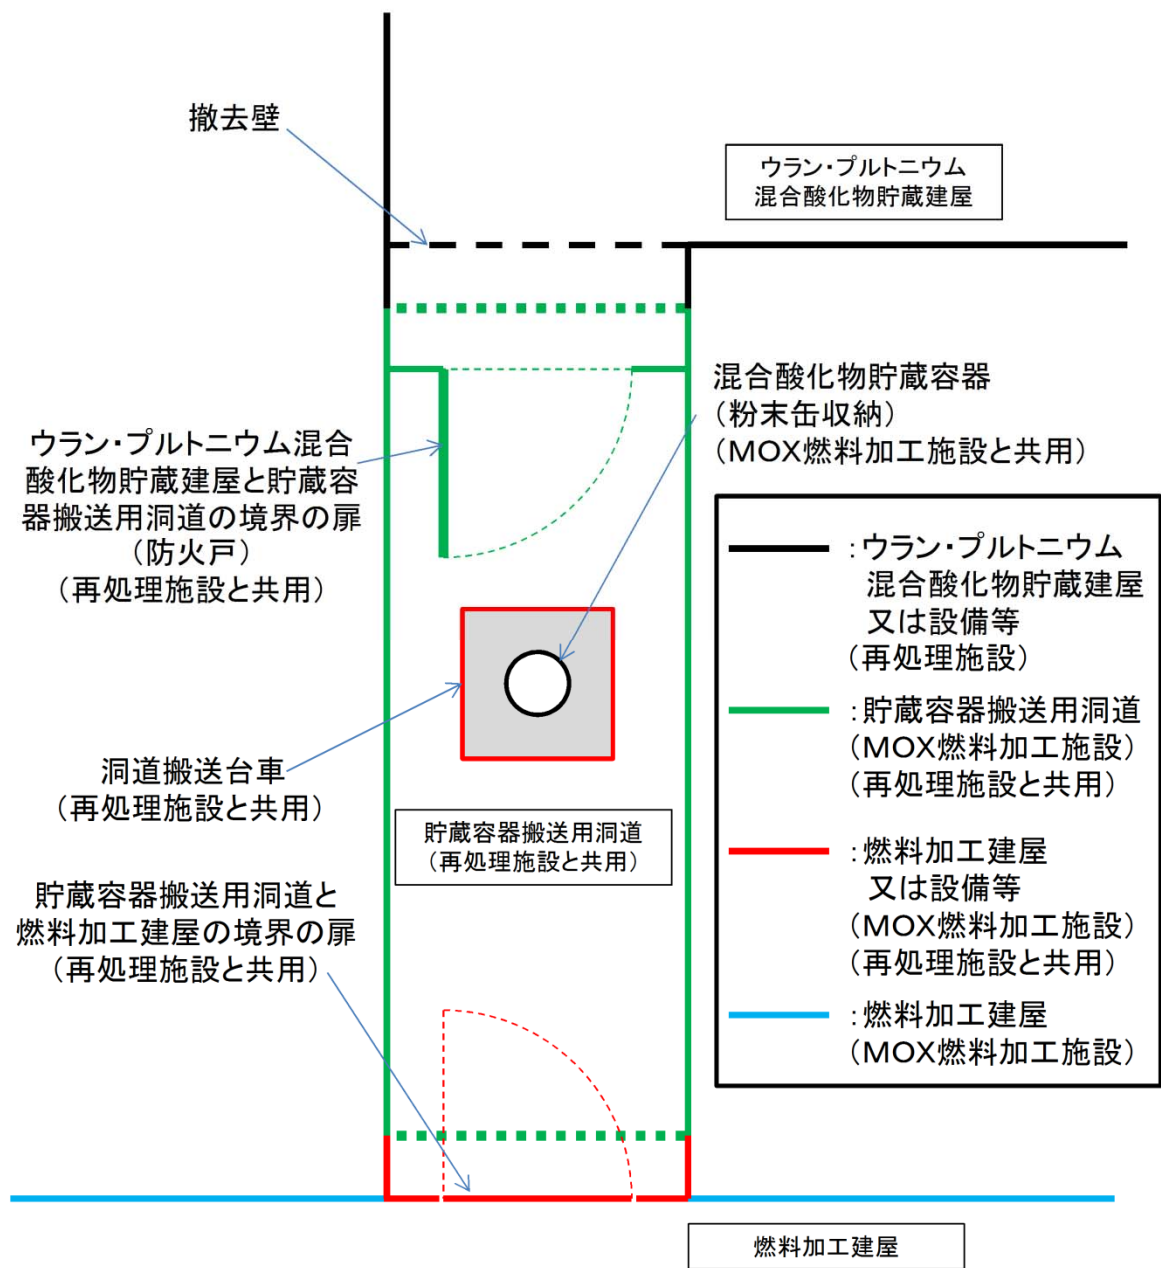 撤去壁
ウラン・プルトニウム
混合酸化物貯蔵建屋
混合酸化物貯蔵容器
（粉末缶収納）
（MOX燃料加工施設と共用）
ウラン・プルトニウム混合
酸化物貯蔵建屋と貯蔵容
器搬送用洞道の境界の扉
（防火戸）
（再処理施設と共用）
洞道搬送台車
（再処理施設と共用）
貯蔵容器搬送用洞道
（再処理施設と共用）
貯蔵容器搬送用洞道と
燃料加工建屋の境界の扉
（再処理施設と共用）
：ウラン・プルトニウム
混合酸化物貯蔵建屋
又は設備等
（再処理施設）
：貯蔵容器搬送用洞道
（MOX燃料加工施設）
（再処理施設と共用）
：燃料加工建屋
又は設備等
（MOX燃料加工施設）
（再処理施設と共用）
：燃料加工建屋
（MOX燃料加工施設）
燃料加工建屋